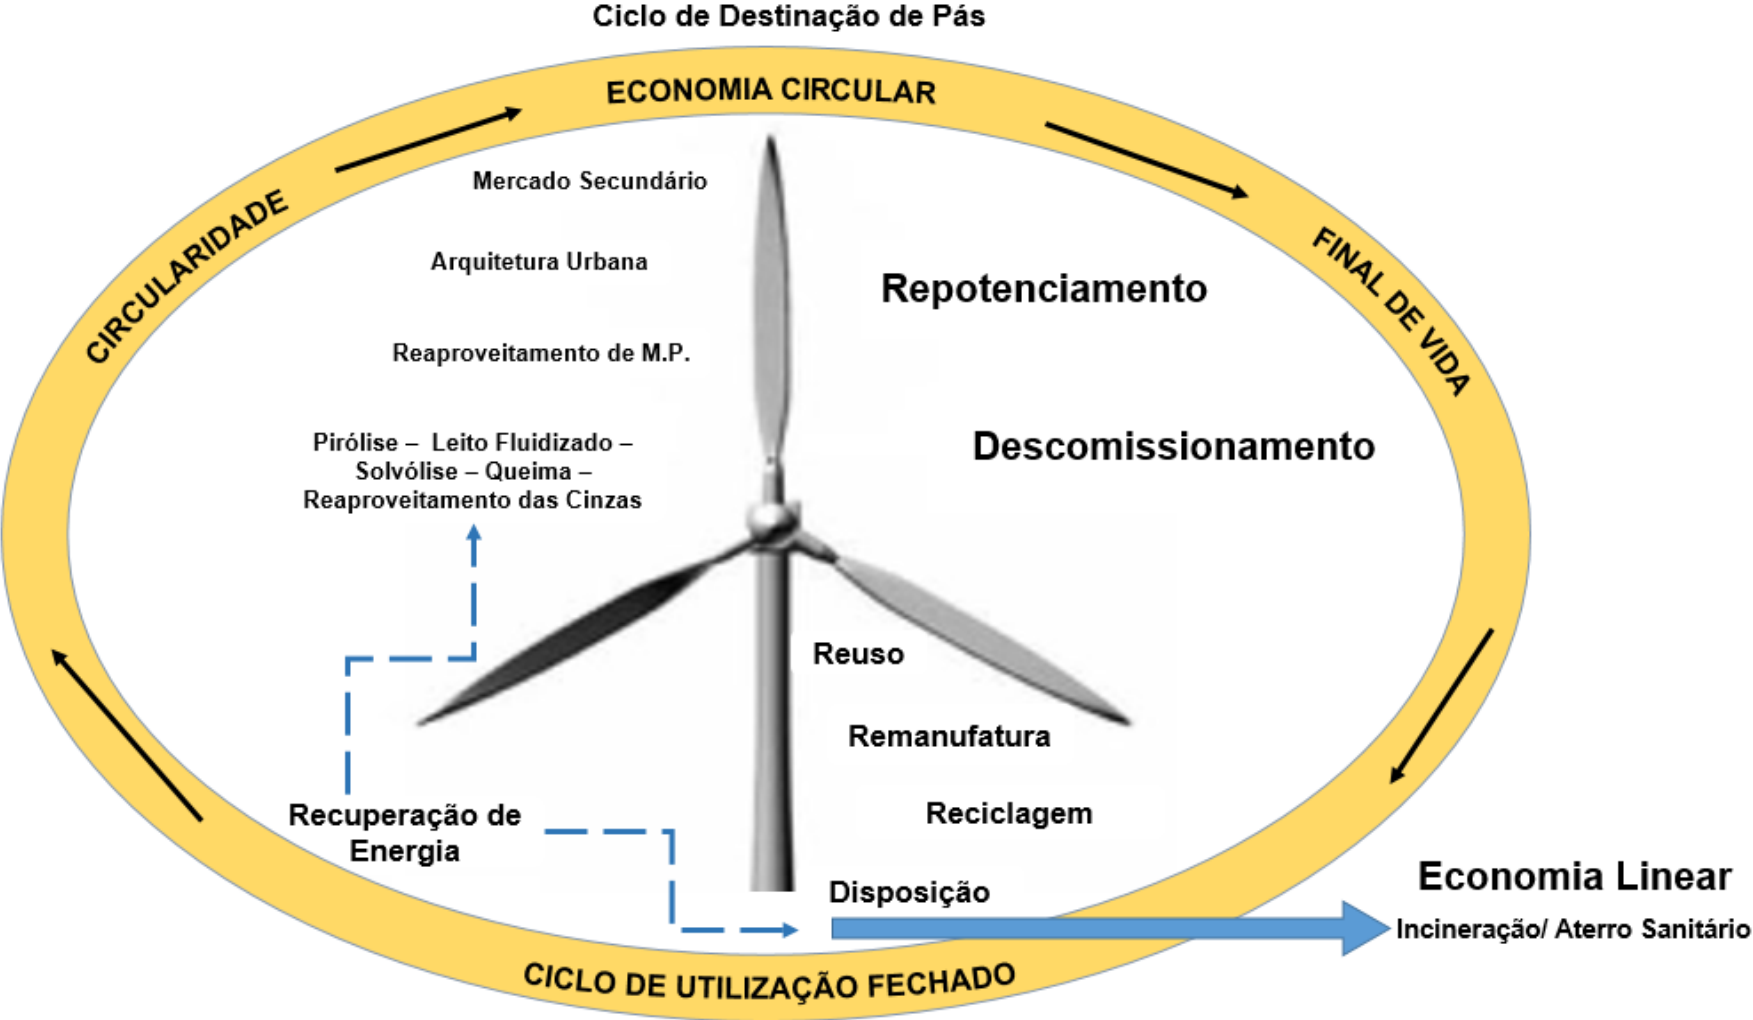 Ciclo de Destinação de Pás
ECONOMIA CIRCULAR
CIRCULARIDADE
FINAL DE VIDA
Mercado Secundário
Arquitetura Urbana
Repotenciamento
Reaproveitamento de M.P.
Descomissionamento
Pirólise – Leito Fluidizado –
Solvólise – Queima –
Reaproveitamento das Cinzas
Reuso
Remanufatura
Reciclagem
Recuperação de
Energia
Disposição
Economia Linear
Incineração/ Aterro Sanitário
CICLO DE UTILIZAÇÃO FECHADO